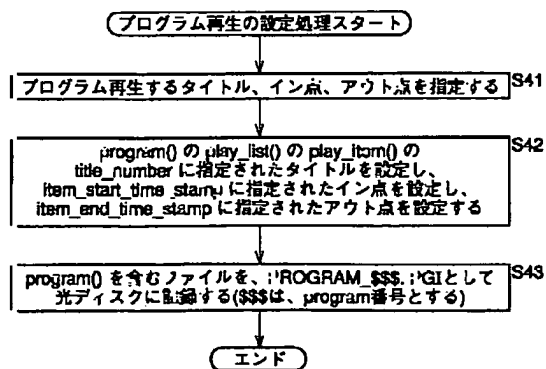 プログラム再生の設定処理スタート
プログラム再生するタイトル、イン点、アウト点を指定する
S41
program() の play_list() の play_item() の
title_number に指定されたタイトルを設定し、
item_start_time_stamp に指定されたイン点を設定し、
item_end_time_stamp に指定されたアウト点を設定する
S42
program() を含むファイルを、PROGRAM_$$$.PGIとして
光ディスクに記録する($$$は、program番号とする)
S43
エンド